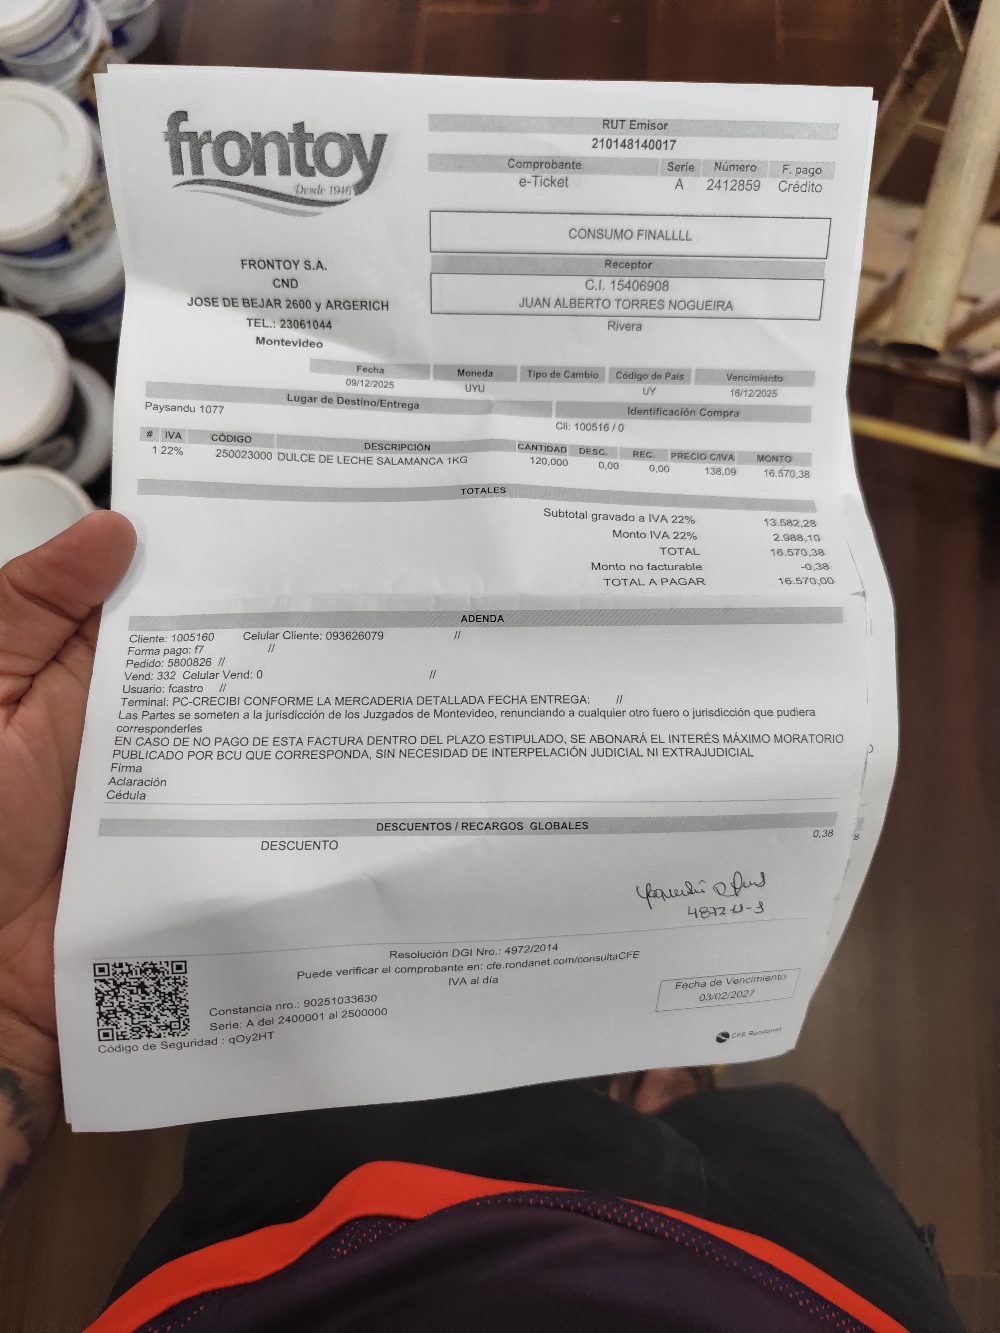 frontoy
Desde 1946
RUT Emisor
210148140017
Comprobante Serie Número F. pago
e-Ticket A 2412859 Crédito
CONSUMO FINALLLL
Receptor
C.I. 15406908
JUAN ALBERTO TORRES NOGUEIRA
Rivera
FRONTOY S.A.
CND
JOSE DE BEJAR 2600 y ARGERICH
TEL.: 23061044
Montevideo
Fecha Moneda Tipo de Cambio Código de País Vencimiento
09/12/2025 UYU UY 16/12/2025
Lugar de Destino/Entrega Identificación Compra
Paysandu 1077 Cli: 100516 / 0
# IVA CÓDIGO DESCRIPCIÓN CANTIDAD DESC. REC. PRECIO C/IVA MONTO
1 22% 250023000 DULCE DE LECHE SALAMANCA 1KG 120,000 0,00 0,00 138,09 16.570,38
TOTALES
Subtotal gravado a IVA 22% 13.582,28
Monto IVA 22% 2.988,10
TOTAL 16.570,38
Monto no facturable -0,38
TOTAL A PAGAR 16.570,00
ADENDA
Cliente: 1005160 Celular Cliente: 093626079 //
Forma pago: f7 //
Pedido: 5800826 //
Vend: 332 Celular Vend: 0 //
Usuario: fcastro //
Terminal: PC-CRECIBI CONFORME LA MERCADERIA DETALLADA FECHA ENTREGA: //
Las Partes se someten a la jurisdicción de los Juzgados de Montevideo, renunciando a cualquier otro fuero o jurisdicción que pudiera
corresponderles
EN CASO DE NO PAGO DE ESTA FACTURA DENTRO DEL PLAZO ESTIPULADO, SE ABONARÁ EL INTERÉS MÁXIMO MORATORIO
PUBLICADO POR BCU QUE CORRESPONDA, SIN NECESIDAD DE INTERPELACIÓN JUDICIAL NI EXTRAJUDICIAL
Firma
Aclaración
Cédula
DESCUENTOS / RECARGOS GLOBALES
DESCUENTO 0,38
Resolución DGI Nro.: 4972/2014
Puede verificar el comprobante en: cfe.rondanet.com/consultaCFE
IVA al día
Constancia nro.: 90251033630
Serie: A del 2400001 al 2500000
Código de Seguridad : qOy2HT
Fecha de Vencimiento
03/02/2027
CFE Rondanet